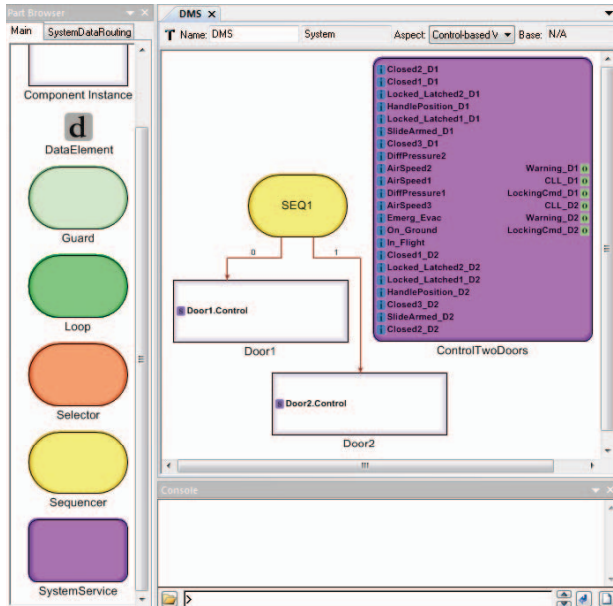 Part Browser
Main SystemDataRouting
Component Instance
d
DataElement
Guard
Loop
Selector
Sequencer
SystemService
DMS
T Name: DMS System Aspect: Control-based V Base: N/A
SEQ1
0 1
Door1.Control
Door1
Door2.Control
Door2
Closed2_D1
Closed1_D1
Locked_Latched2_D1
HandlePosition_D1
Locked_Latched1_D1
SlideArmed_D1
Closed3_D1
DiffPressure2
AirSpeed2 Warning_D1
AirSpeed1 CLL_D1
DiffPressure1 LockingCmd_D1
AirSpeed3 CLL_D2
Emerg_Evac Warning_D2
On_Ground LockingCmd_D2
In_Flight
Closed1_D2
Locked_Latched2_D2
Locked_Latched1_D2
HandlePosition_D2
Closed3_D2
SlideArmed_D2
Closed2_D2
ControlTwoDoors
Console
>